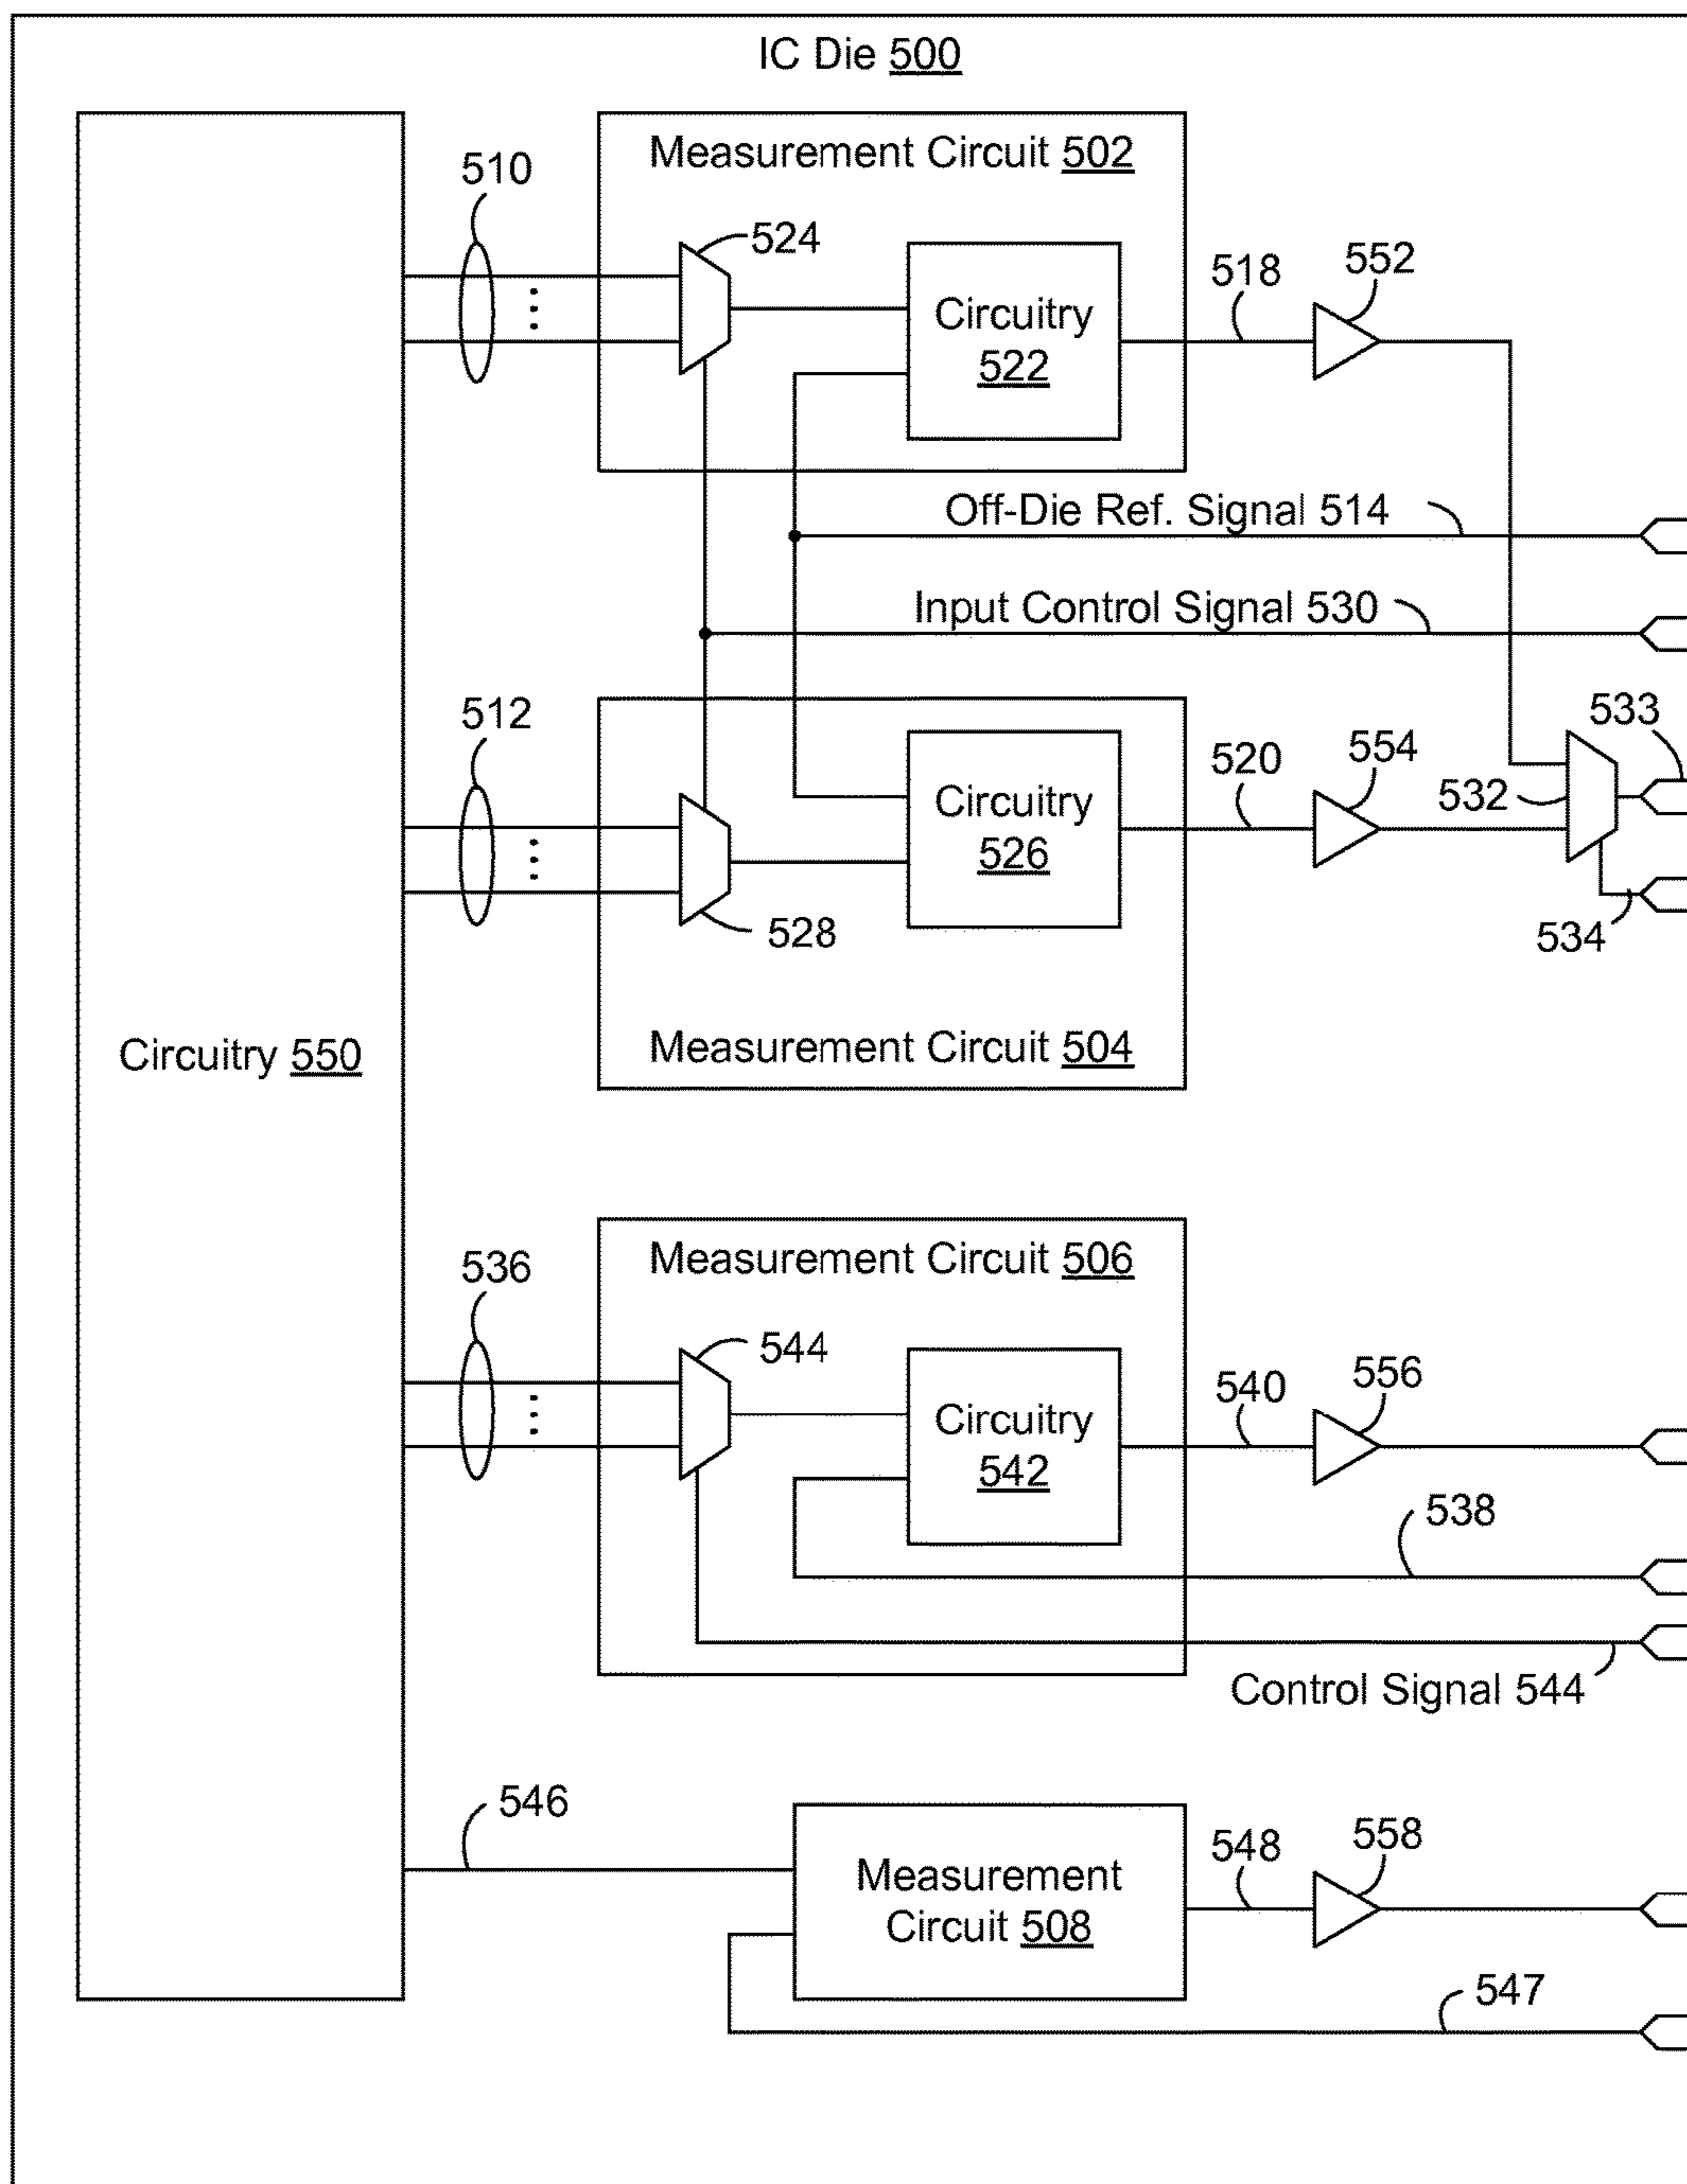 IC Die 500
Measurement Circuit 502
510
524
552
518
Circuitry
522
Off-Die Ref. Signal 514
Input Control Signal 530
512
533
554
520
532
Circuitry
526
528
534
Circuitry 550
Measurement Circuit 504
Measurement Circuit 506
536
544
556
540
Circuitry
542
538
Control Signal 544
546
558
548
Measurement
Circuit 508
547